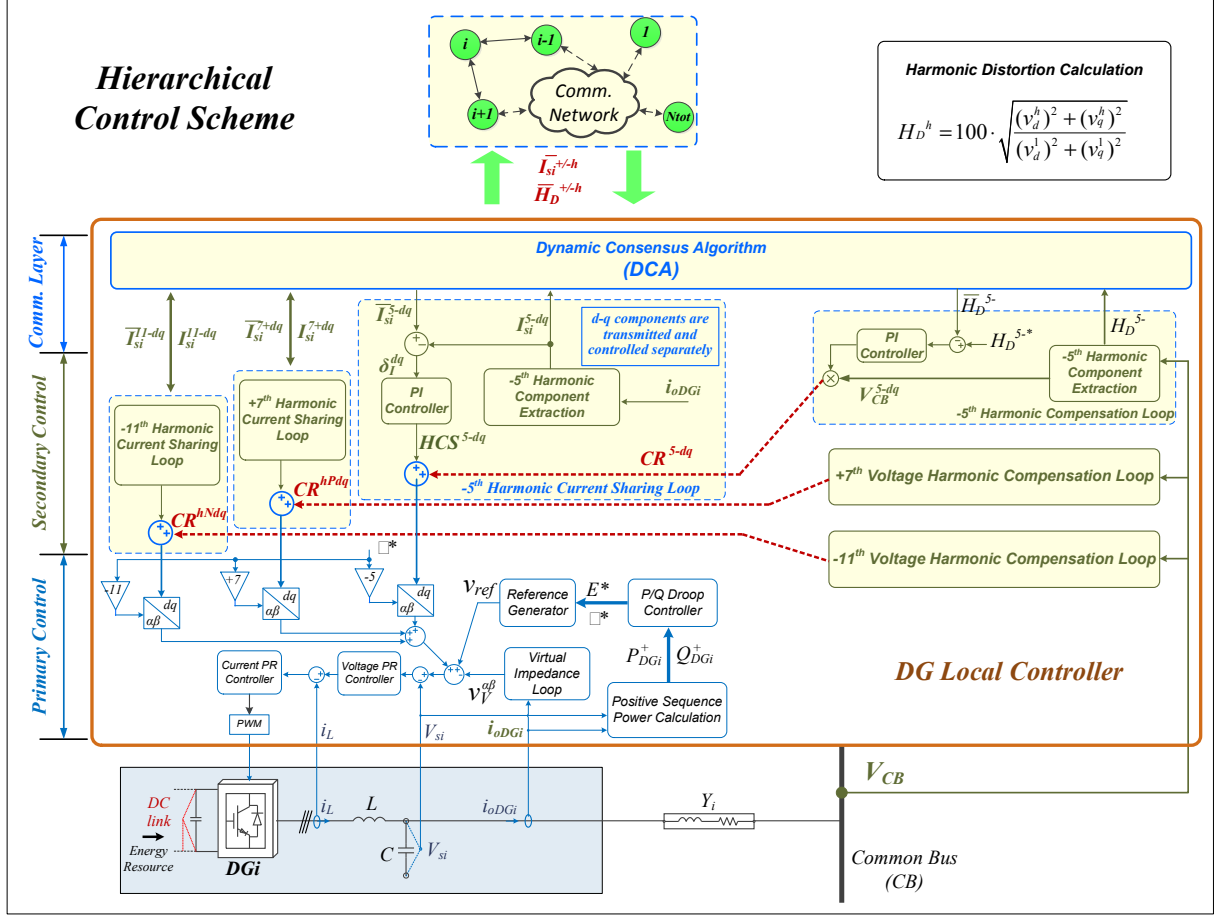 Hierarchical
Control Scheme
i
i-1
1
i+1
Comm.
Network
Ntot
Harmonic Distortion Calculation
H_D^h = 100 · √(((v_d^h)^2 + (v_q^h)^2) / ((v_d^1)^2 + (v_q^1)^2))
I̅_si^+/-h
H̅_D^+/-h
Comm. Layer
Secondary Control
Primary Control
Dynamic Consensus Algorithm
(DCA)
I̅_si^11-dq
I_si^11-dq
I̅_si^7+dq
I_si^7+dq
I̅_si^5-dq
I_si^5-dq
d-q components are
transmitted and
controlled separately
δ_I^dq
PI
Controller
-5th Harmonic
Component
Extraction
i_oDGi
HCS^5-dq
-5th Harmonic Current Sharing Loop
+7th Harmonic
Current Sharing
Loop
-11th Harmonic
Current Sharing
Loop
H̅_D^5-
H_D^5-
H_D^5-*
PI
Controller
-5th Harmonic
Component
Extraction
V_CB^5-dq
-5th Harmonic Compensation Loop
CR^5-dq
CR^hPdq
CR^hNdq
+7th Voltage Harmonic Compensation Loop
-11th Voltage Harmonic Compensation Loop
□*
-11
+7
-5
dq
αβ
dq
αβ
dq
αβ
v_ref
Reference
Generator
E*
□*
P/Q Droop
Controller
P_DGi^+
Q_DGi^+
Current PR
Controller
Voltage PR
Controller
v_V^αβ
Virtual
Impedance
Loop
Positive Sequence
Power Calculation
DG Local Controller
PWM
i_L
V_si
i_oDGi
V_CB
DC
link
Energy
Resource
DGi
i_L
L
C
V_si
i_oDGi
Y_i
Common Bus
(CB)